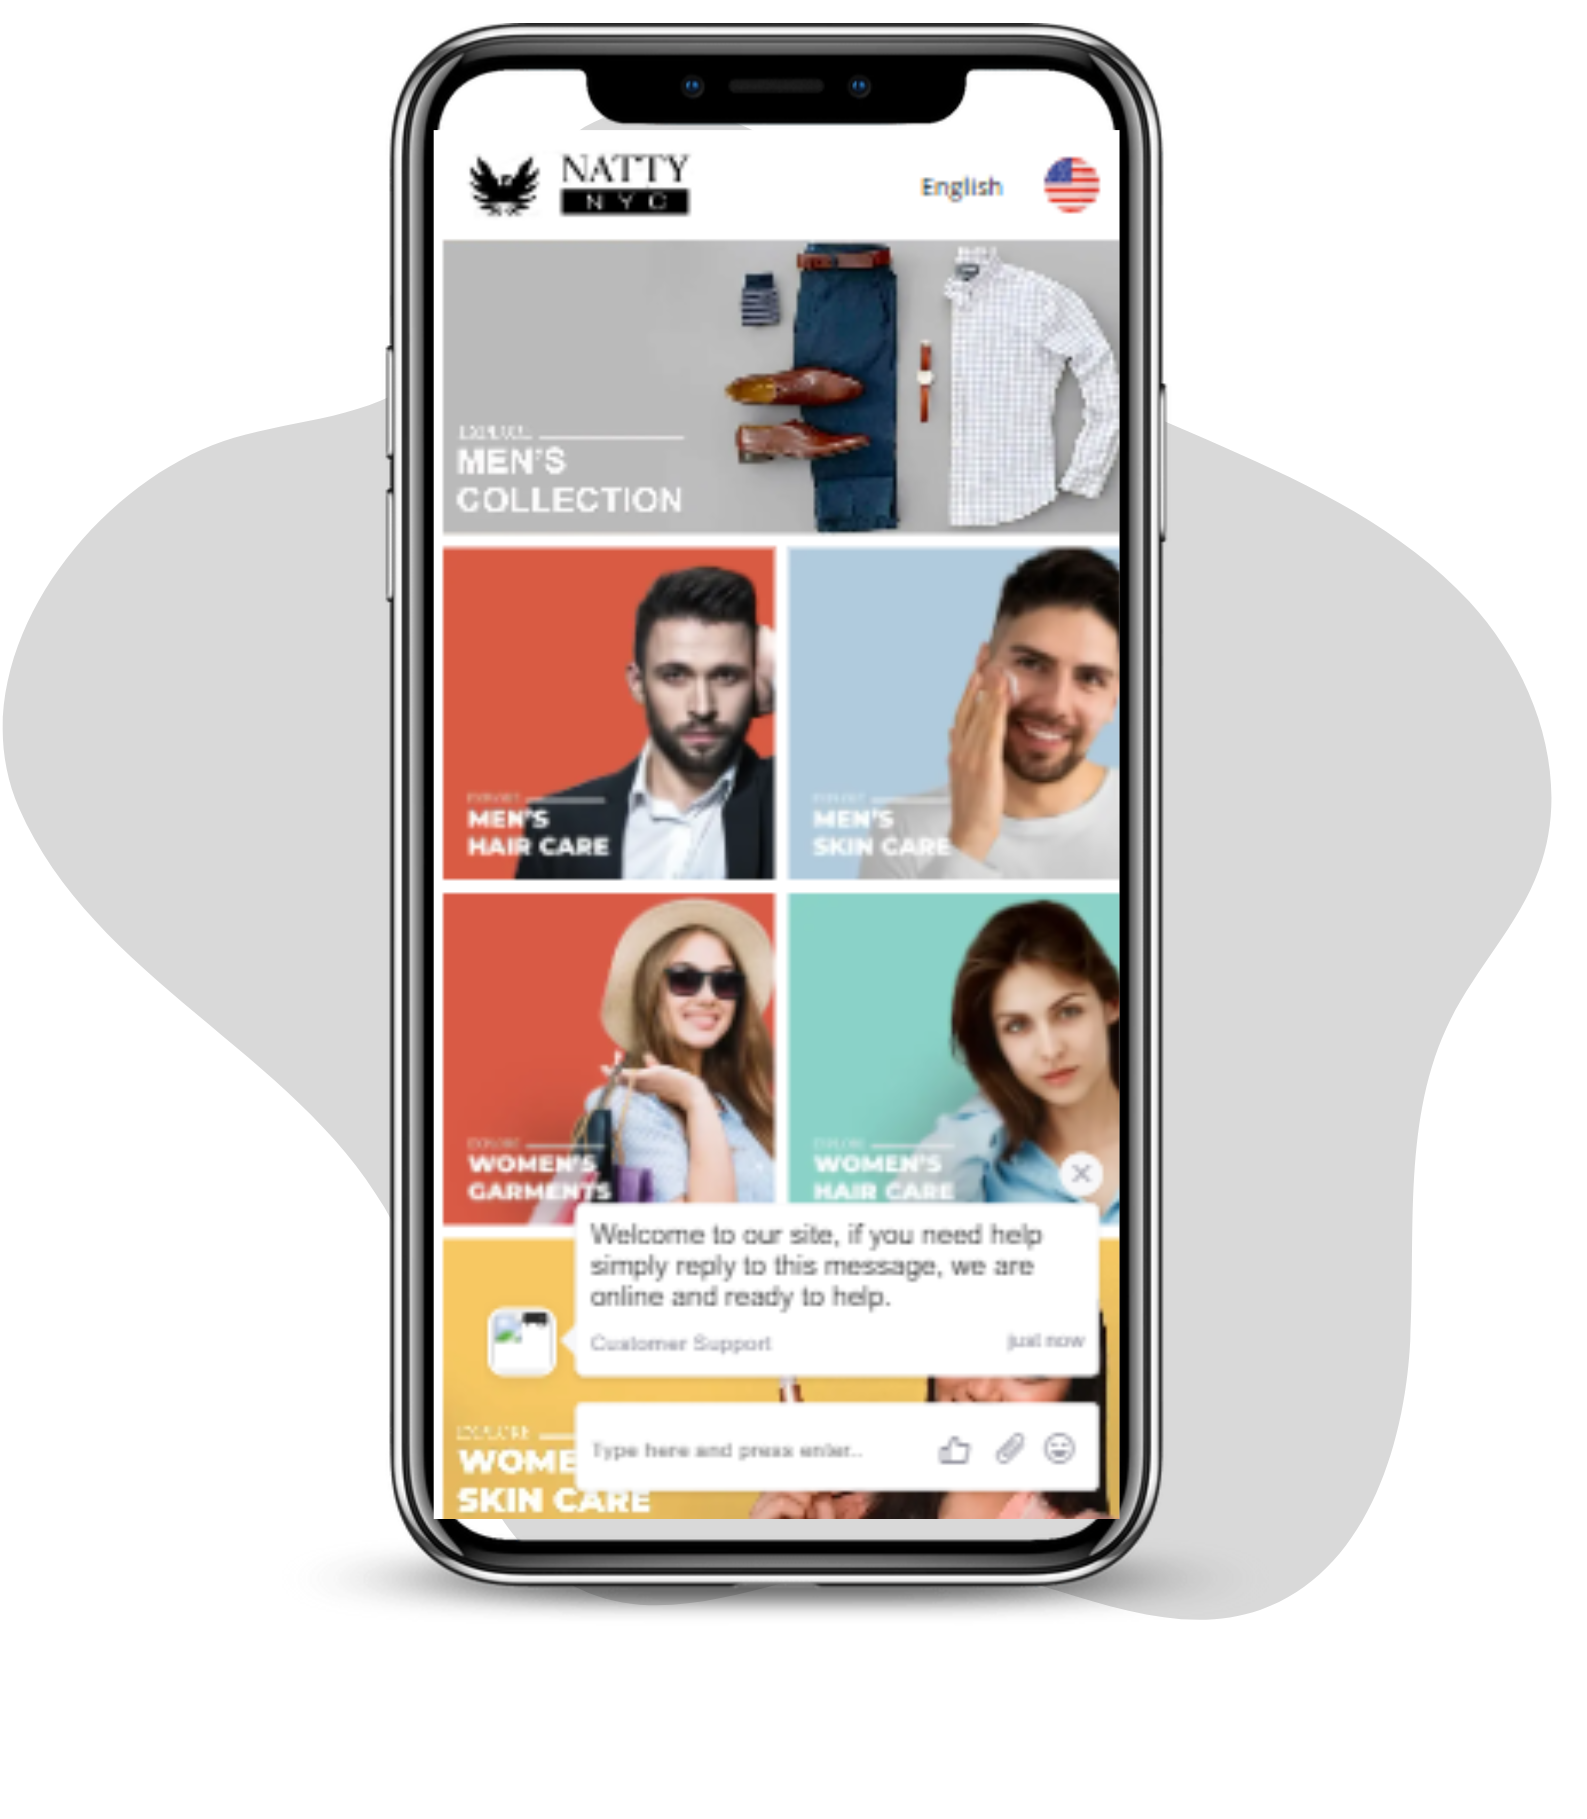 NATTY
NYC
English
EXPLORE
MEN'S
COLLECTION
EXPLORE
MEN'S
HAIR CARE
EXPLORE
MEN'S
SKIN CARE
EXPLORE
WOMEN'S
GARMENTS
EXPLORE
WOMEN'S
HAIR CARE
Welcome to our site, if you need help
simply reply to this message, we are
online and ready to help.
Customer Support
just now
EXPLORE
WOME
SKIN CARE
Type here and press enter..